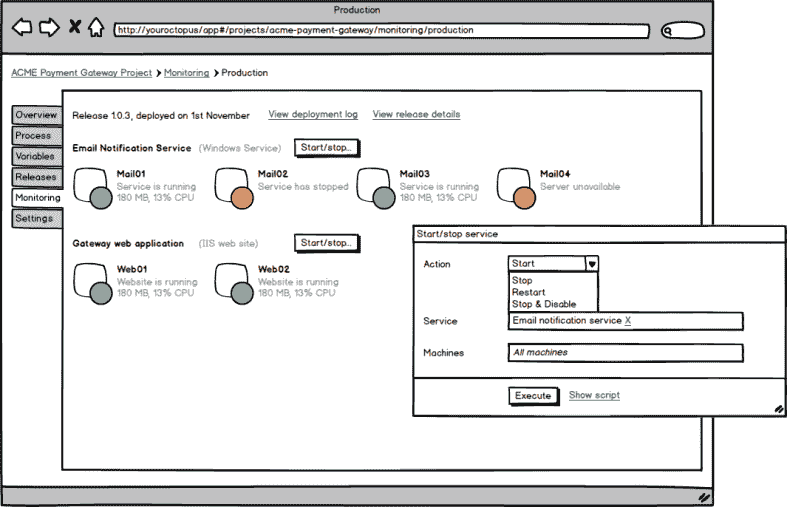 Production
http://youroctopus/app#/projects/acme-payment-gateway/monitoring/production
ACME Payment Gateway Project > Monitoring > Production
Overview
Process
Variables
Releases
Monitoring
Settings
Release 1.0.3, deployed on 1st November View deployment log View release details
Email Notification Service (Windows Service) Start/stop...
Mail01
Service is running
180 MB, 13% CPU
Mail02
Service has stopped
Mail03
Service is running
180 MB, 13% CPU
Mail04
Server unavailable
Gateway web application (IIS web site) Start/stop...
Web01
Website is running
180 MB, 13% CPU
Web02
Website is running
180 MB, 13% CPU
Start/stop service
Action Start
Stop
Restart
Stop & Disable
Service Email notification service X
Machines All machines
Execute Show script